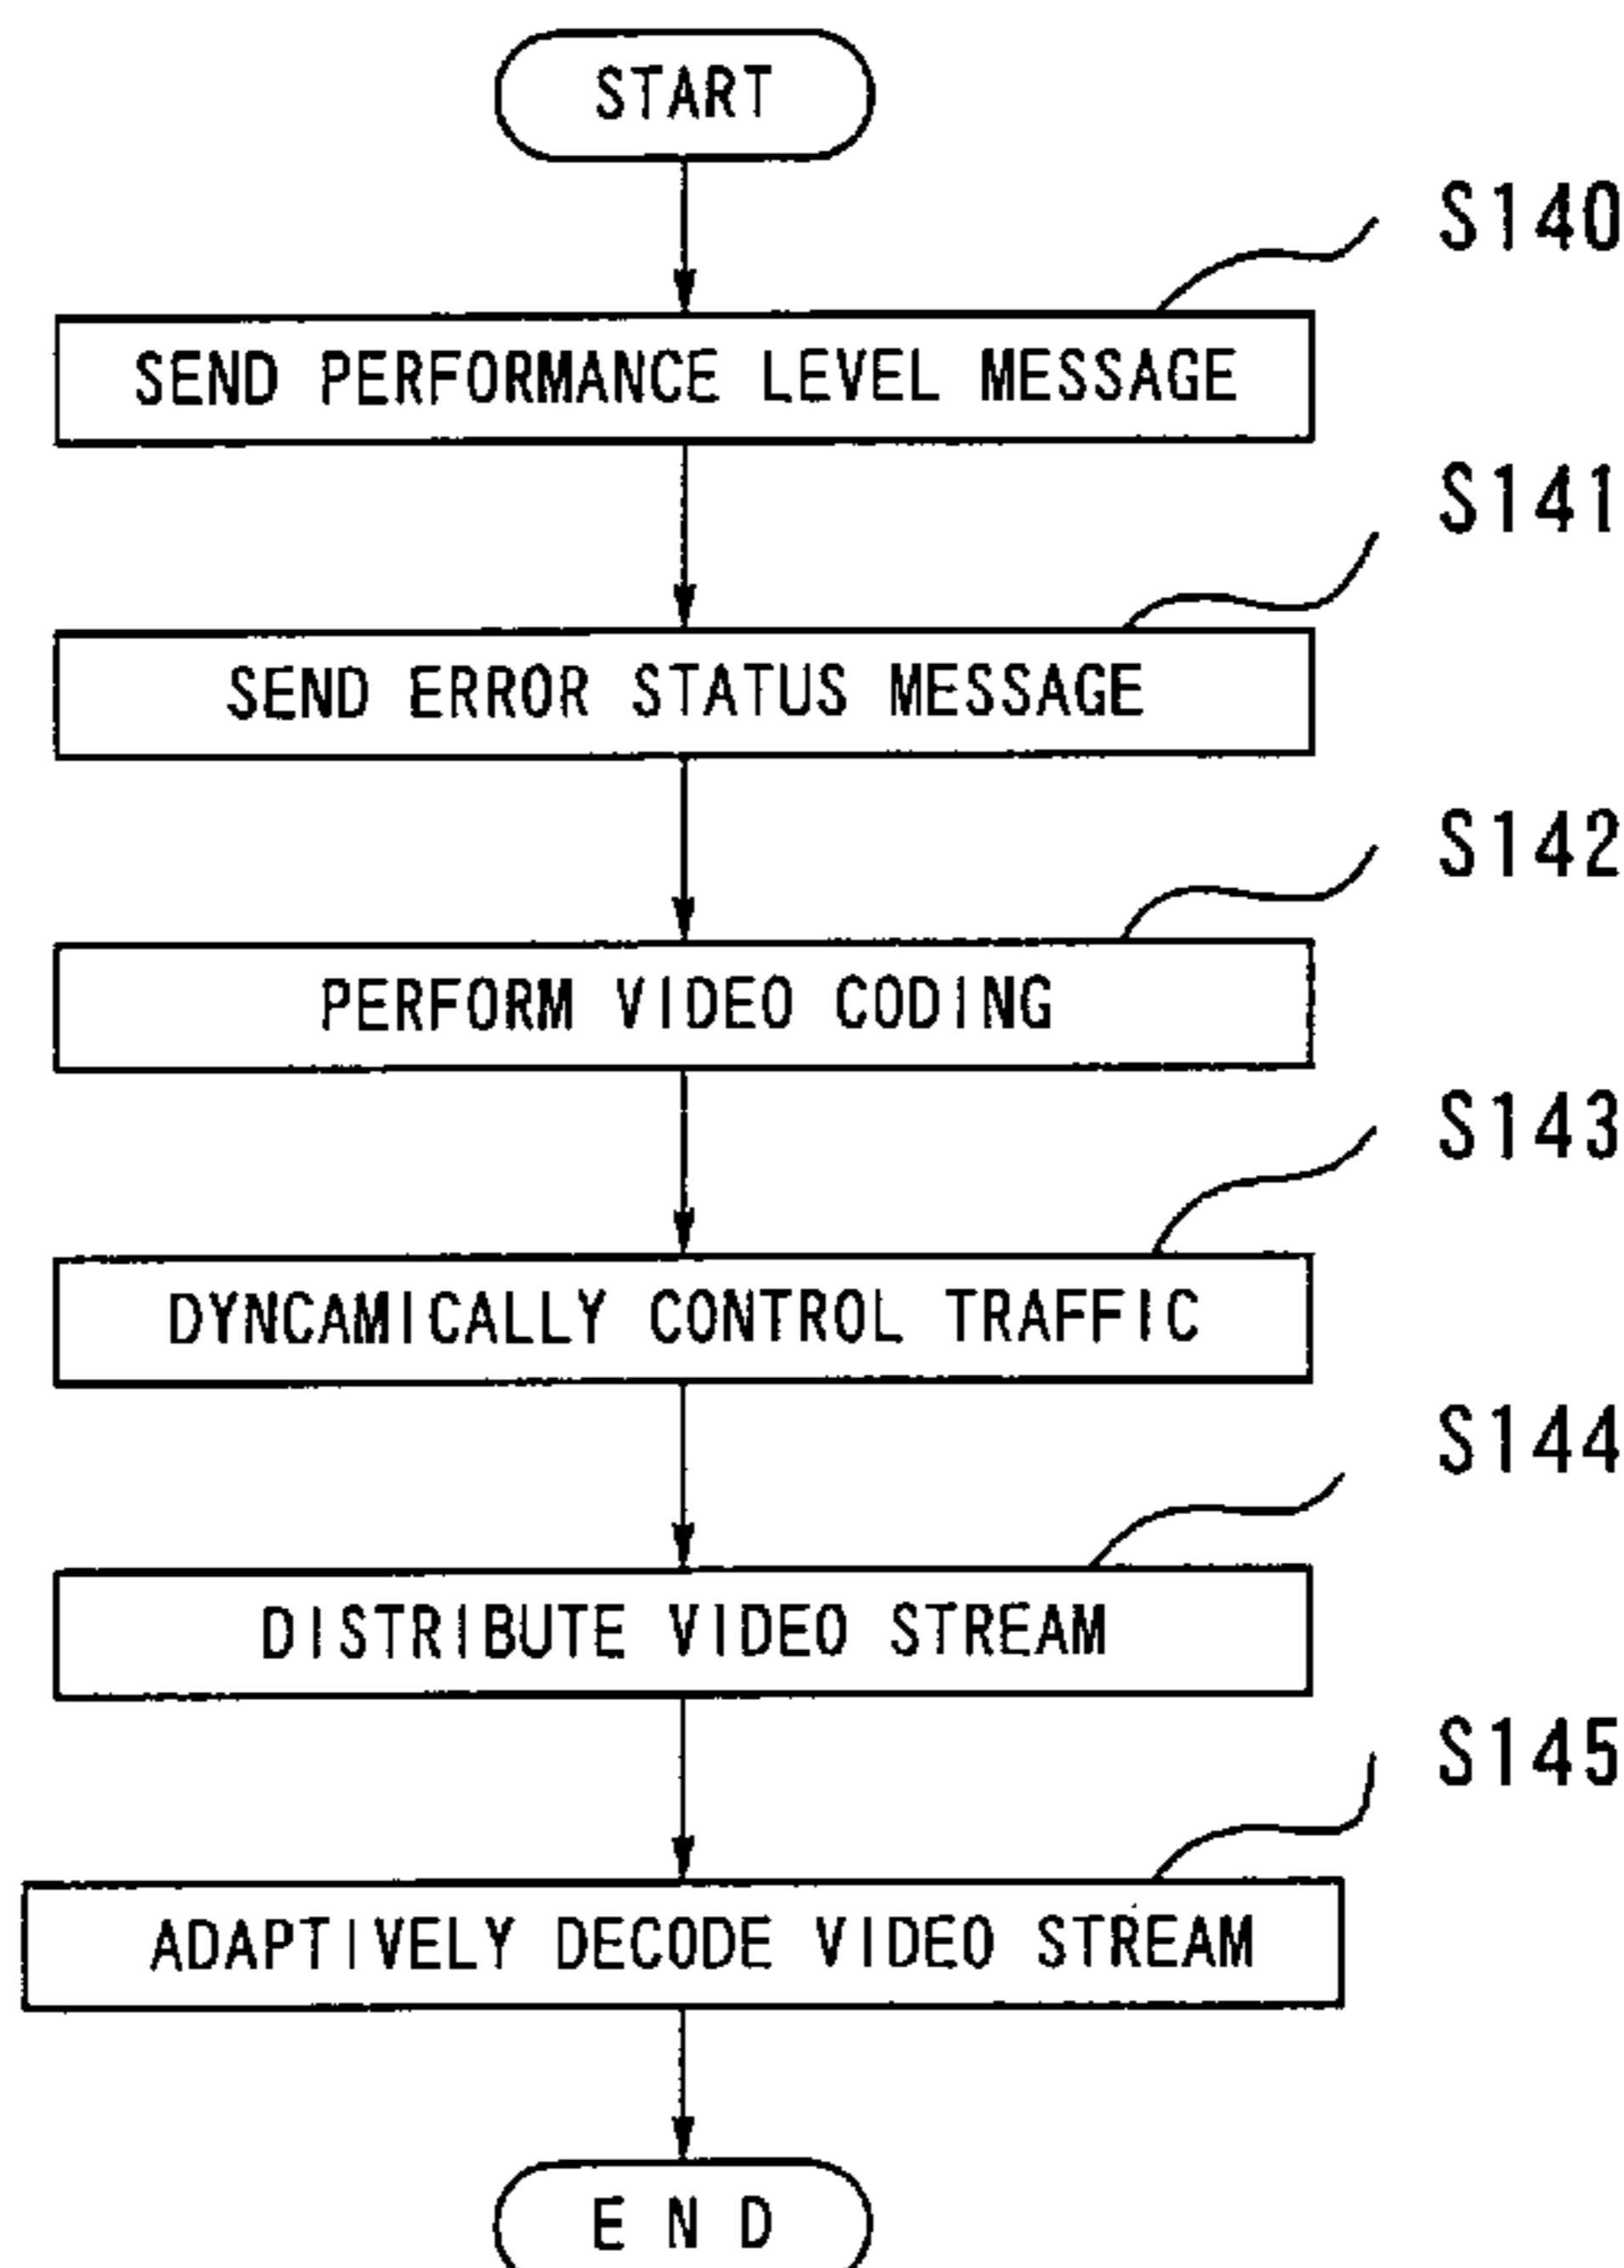 START
S140
SEND PERFORMANCE LEVEL MESSAGE
S141
SEND ERROR STATUS MESSAGE
S142
PERFORM VIDEO CODING
S143
DYNCAMICALLY CONTROL TRAFFIC
S144
DISTRIBUTE VIDEO STREAM
S145
ADAPTIVELY DECODE VIDEO STREAM
END